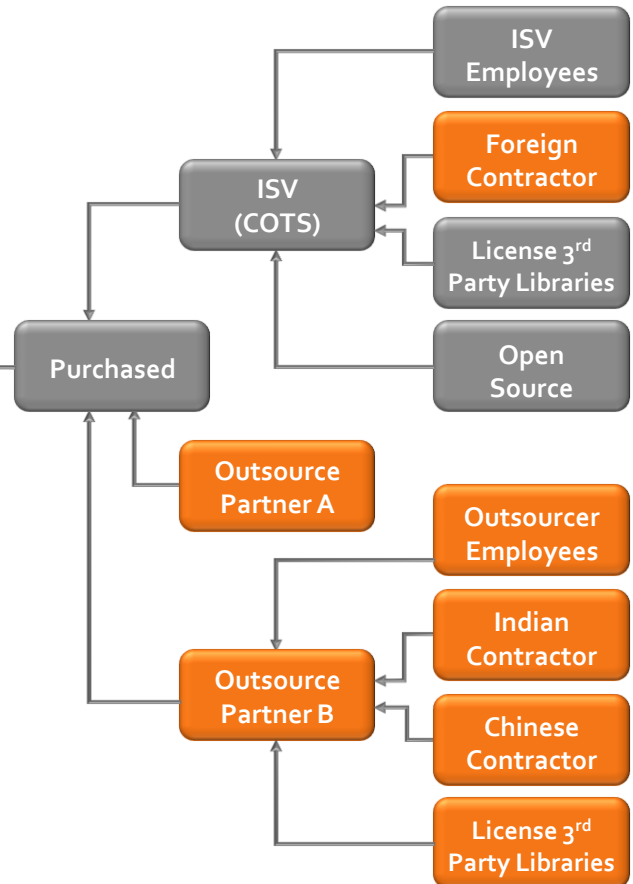 ISV
Employees
Foreign
Contractor
ISV
(COTS)
License 3rd
Party Libraries
Purchased
Open
Source
Outsource
Partner A
Outsourcer
Employees
Indian
Contractor
Outsource
Partner B
Chinese
Contractor
License 3rd
Party Libraries